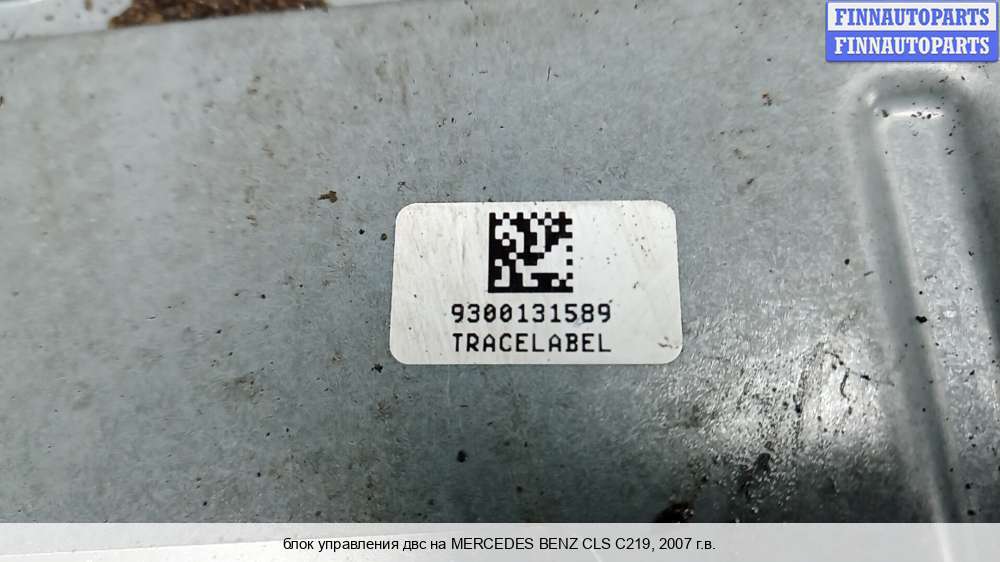 FINNAUTOPARTS
FINNAUTOPARTS
9300131589
TRACELABEL
блок управления двс на MERCEDES BENZ CLS C219, 2007 г.в.